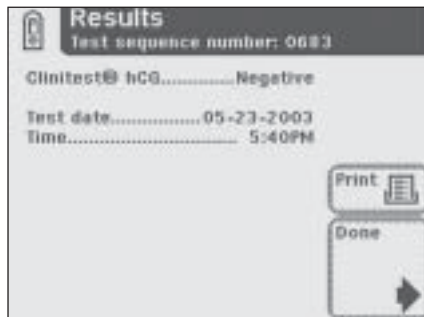 Results
Test sequence number: 0683
Clinitest® hCG.............Negative
Test date................05-23-2003
Time.............................. 5:40PM
Print
Done